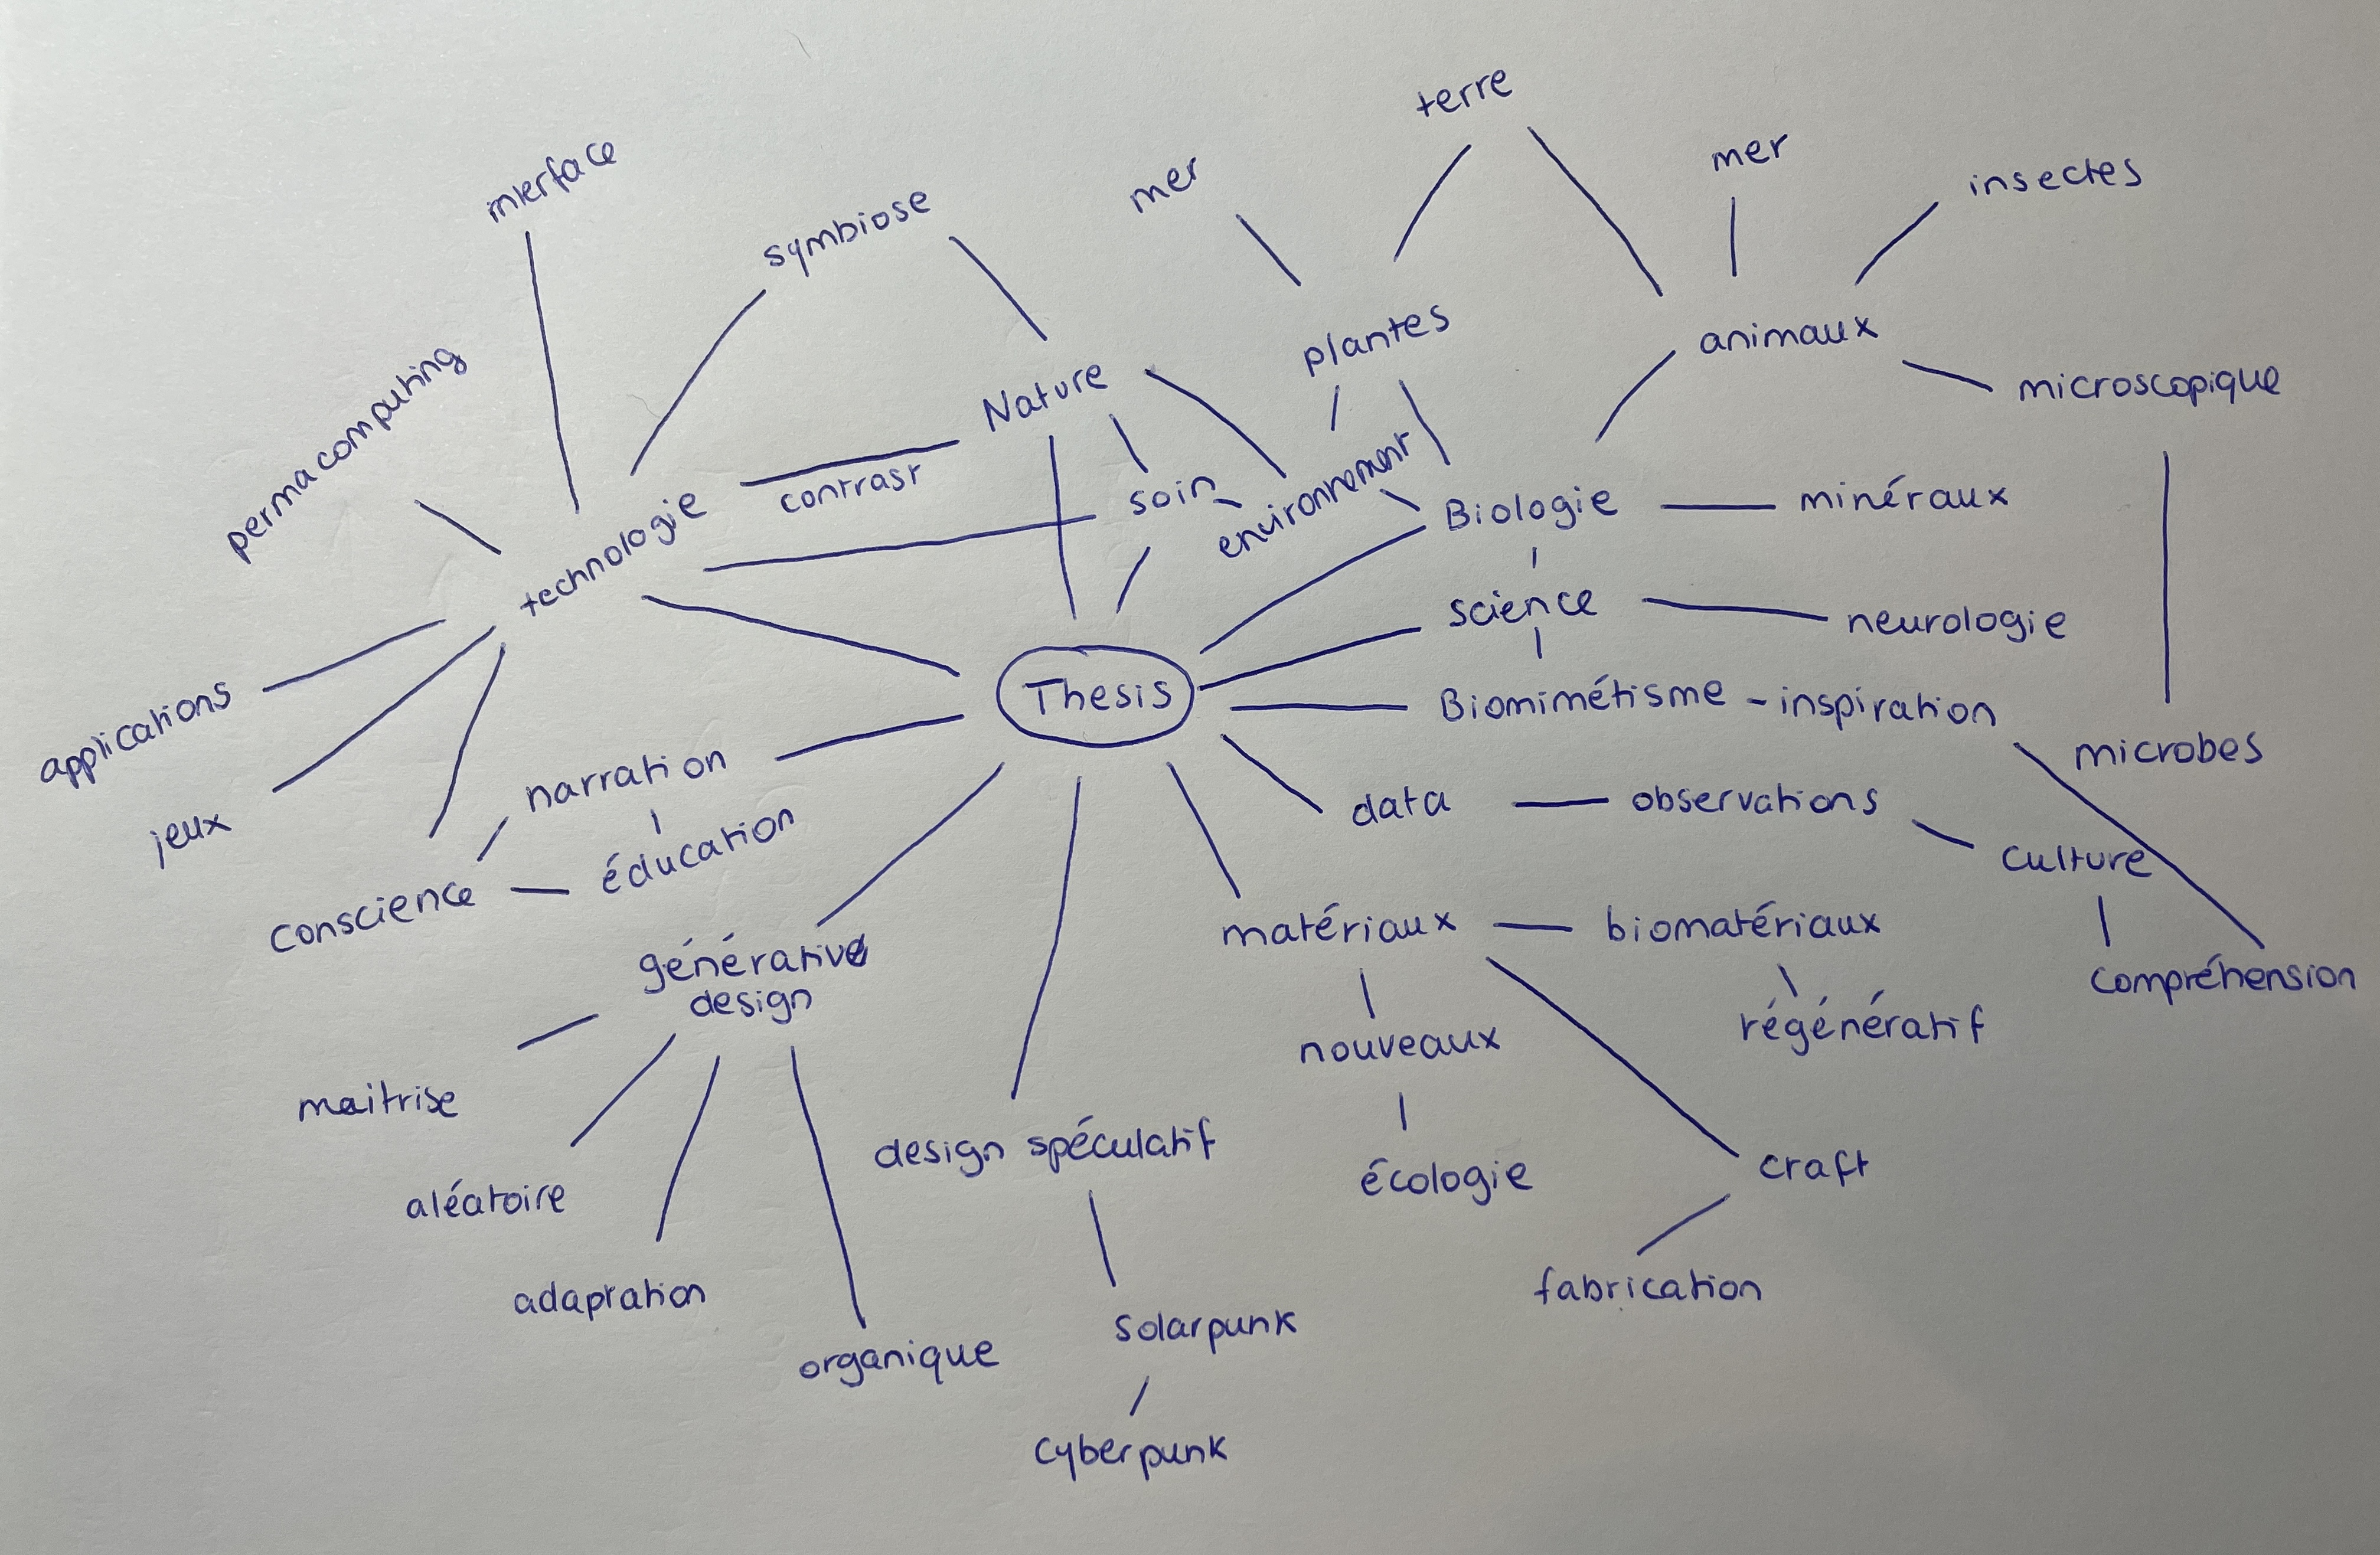 terre
mer
mer
insectes
interface
symbiose
plantes
animaux
microscopique
permacomputing
Nature
contrast
technologie
soin
environnement
Biologie
minéraux
science
neurologie
Thesis
Biomimétisme - inspiration
microbes
applications
narration
data
observations
jeux
éducation
culture
conscience
matériaux
biomatériaux
générative
design
compréhension
régénératif
nouveaux
maitrise
design spéculatif
écologie
craft
aléatoire
adaptation
fabrication
solarpunk
organique
cyberpunk